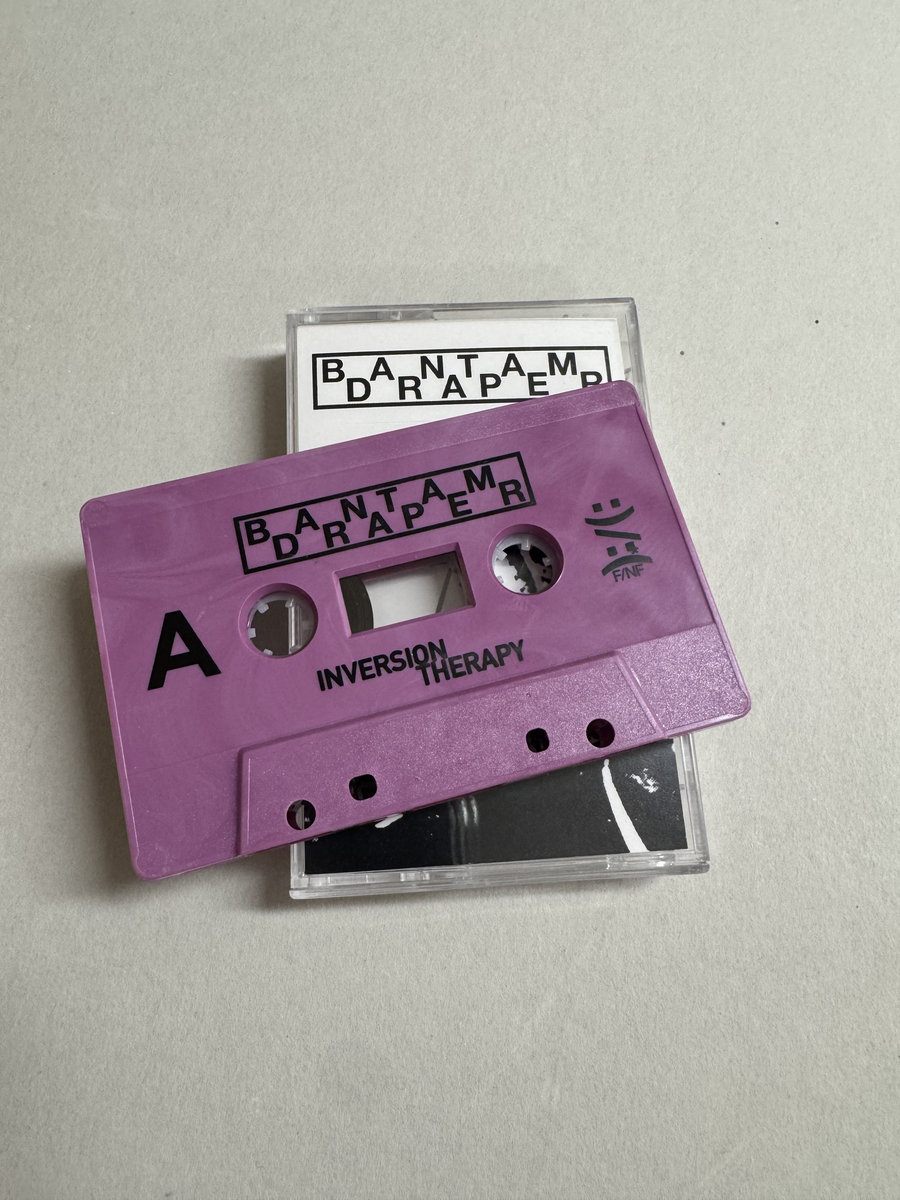 BANTAM
DRAPER
BANTAM
DRAPER
A
INVERSION
THERAPY
F/NF